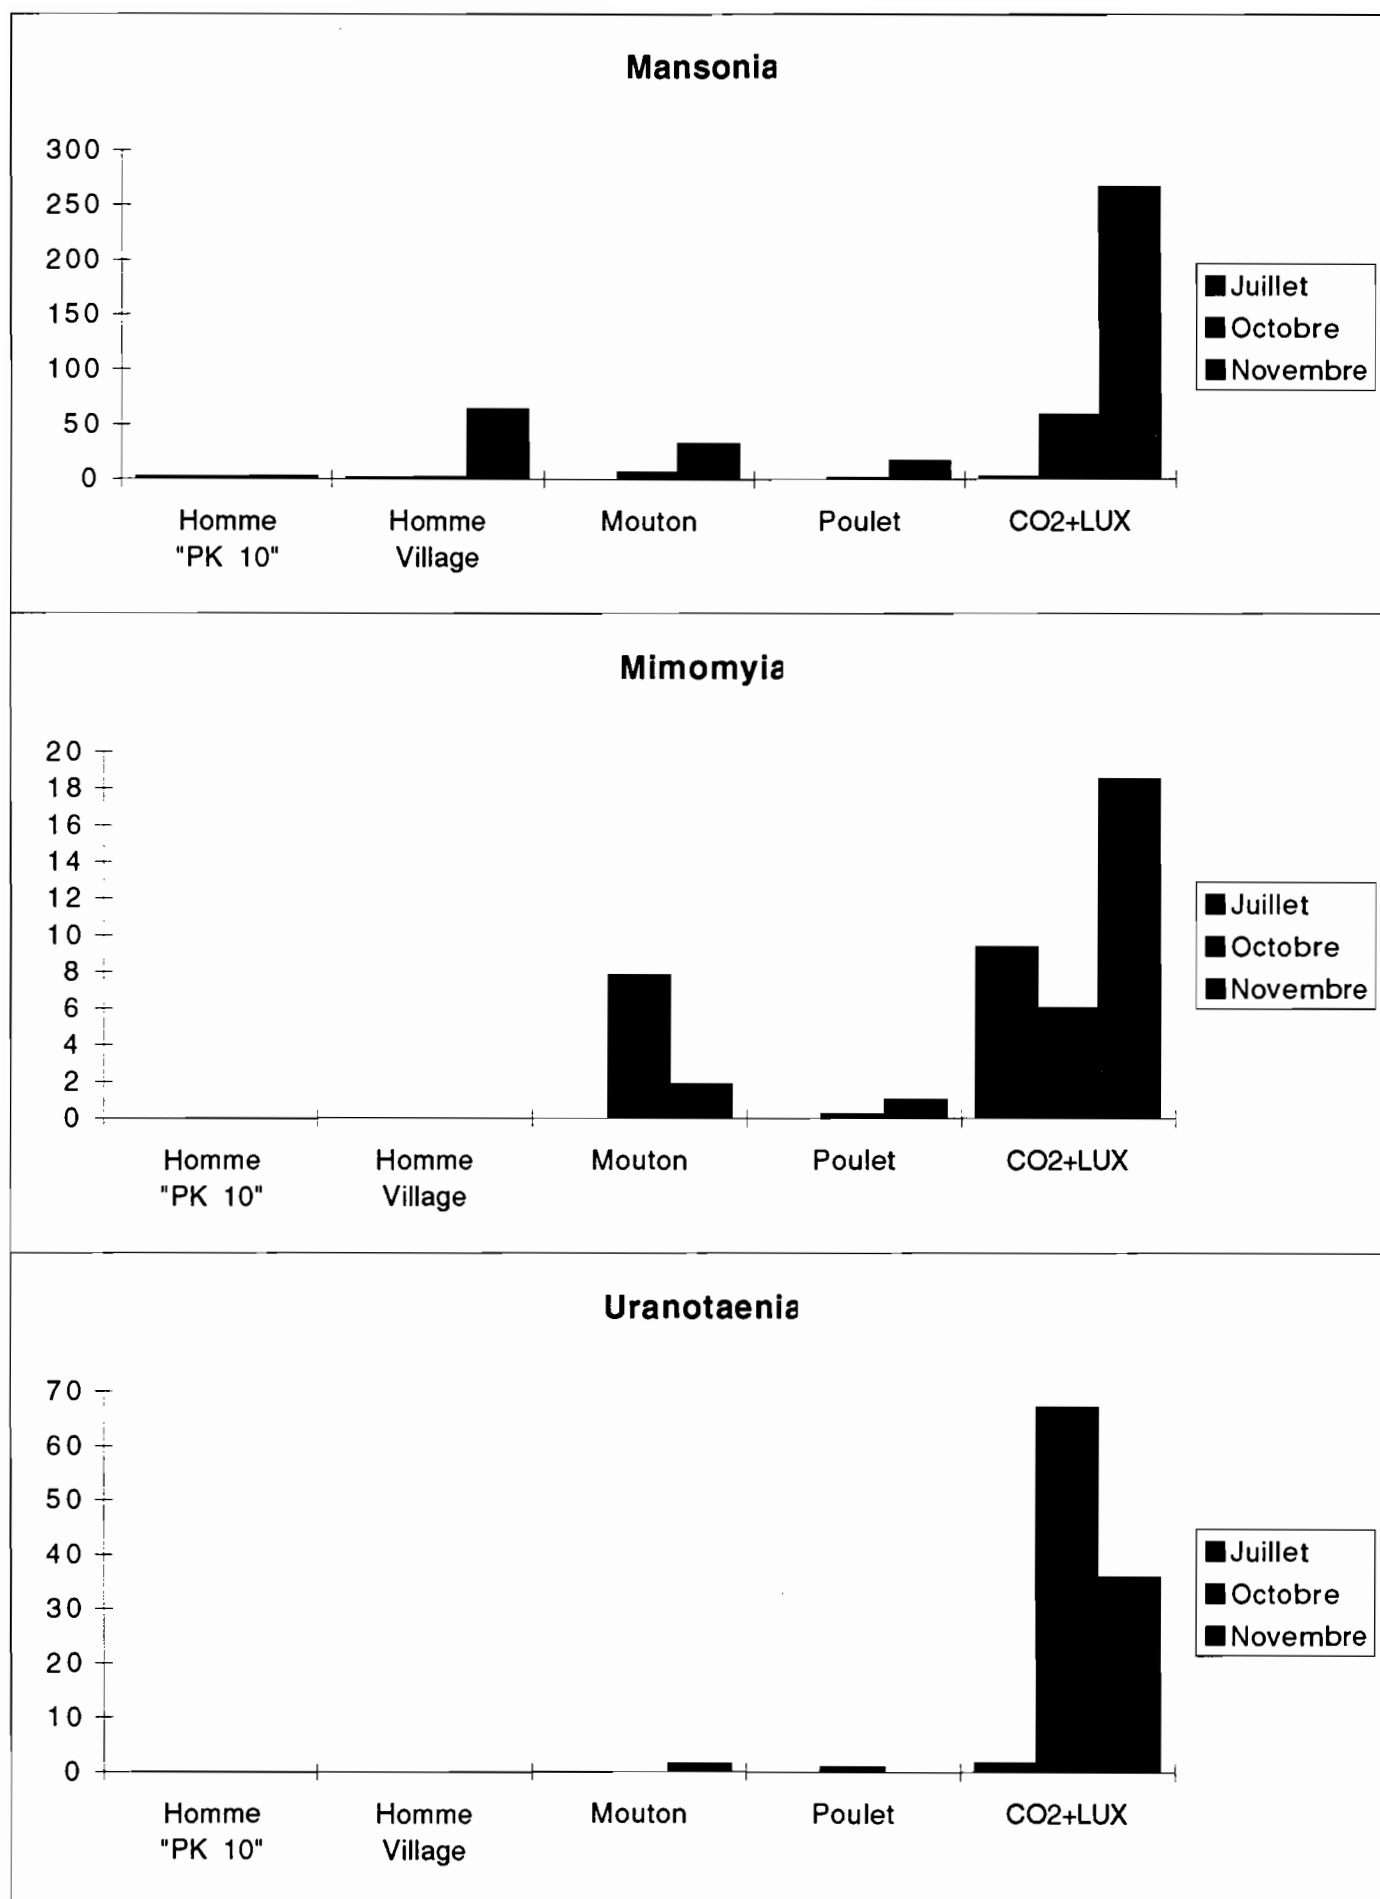 Mansonia
300
250
200
150
100
50
0
Homme "PK 10"
Homme Village
Mouton
Poulet
CO2+LUX
Juillet
Octobre
Novembre
Mimomyia
20
18
16
14
12
10
8
6
4
2
0
Homme "PK 10"
Homme Village
Mouton
Poulet
CO2+LUX
Juillet
Octobre
Novembre
Uranotaenia
70
60
50
40
30
20
10
0
Homme "PK 10"
Homme Village
Mouton
Poulet
CO2+LUX
Juillet
Octobre
Novembre